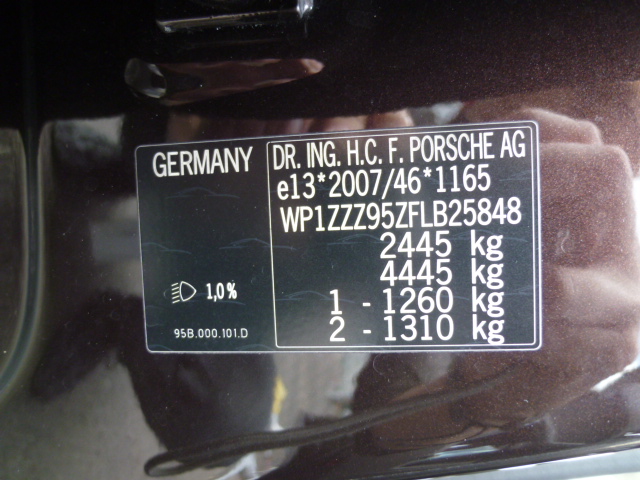 GERMANY
DR. ING. H.C. F. PORSCHE AG
e13*2007/46*1165
WP1ZZZ95ZFLB25848
2445 kg
4445 kg
1 - 1260 kg
2 - 1310 kg
1,0%
95B.000.101.D